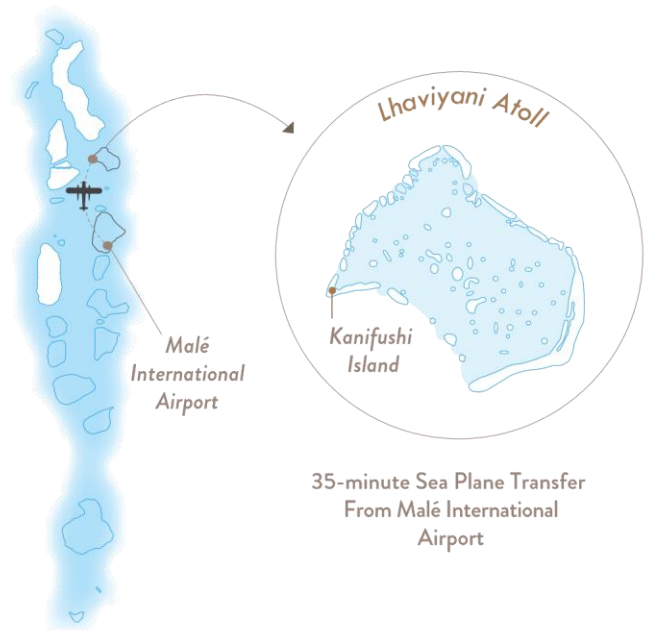 Lhaviyani Atoll
Malé
International
Airport
Kanifushi
Island
35-minute Sea Plane Transfer
From Malé International
Airport